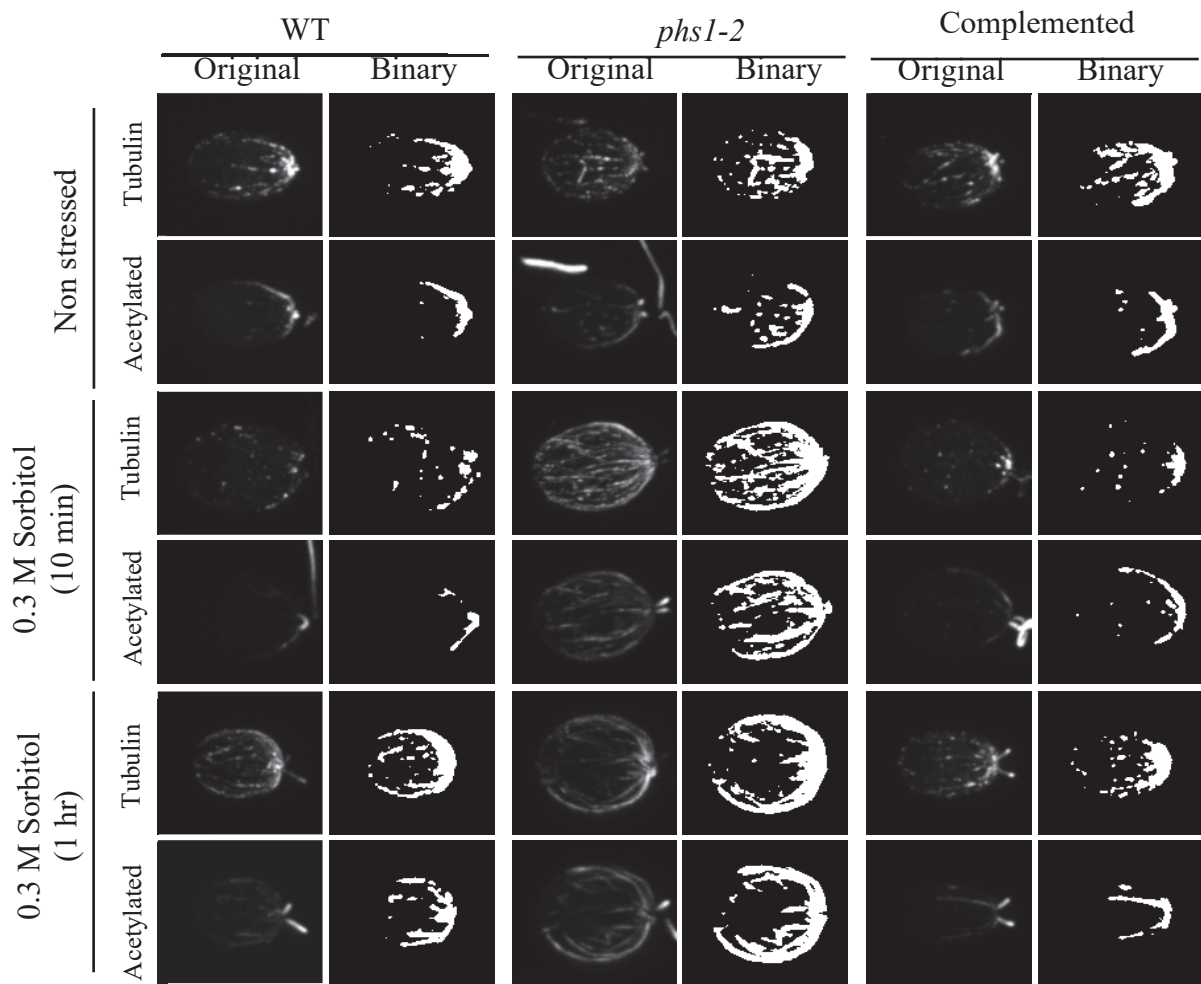 WT
phs1-2
Complemented
Original
Binary
Original
Binary
Original
Binary
Non stressed
Tubulin
Acetylated
0.3 M Sorbitol
(10 min)
Tubulin
Acetylated
0.3 M Sorbitol
(1 hr)
Tubulin
Acetylated